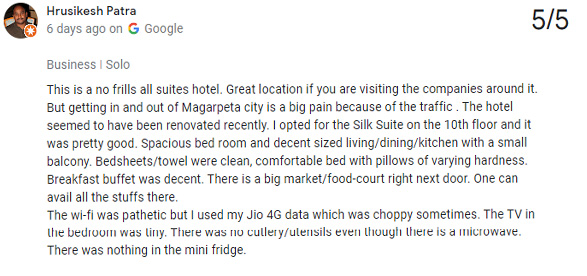 Hrusikesh Patra
5/5
6 days ago on Google
Business | Solo
This is a no frills all suites hotel. Great location if you are visiting the companies around it.
But getting in and out of Magarpeta city is a big pain because of the traffic . The hotel
seemed to have been renovated recently. I opted for the Silk Suite on the 10th floor and it
was pretty good. Spacious bed room and decent sized living/dining/kitchen with a small
balcony. Bedsheets/towel were clean, comfortable bed with pillows of varying hardness.
Breakfast buffet was decent. There is a big market/food-court right next door. One can
avail all the stuffs there.
The wi-fi was pathetic but I used my Jio 4G data which was choppy sometimes. The TV in
the bedroom was tiny. There was no cutlery/utensils even though there is a microwave.
There was nothing in the mini fridge.